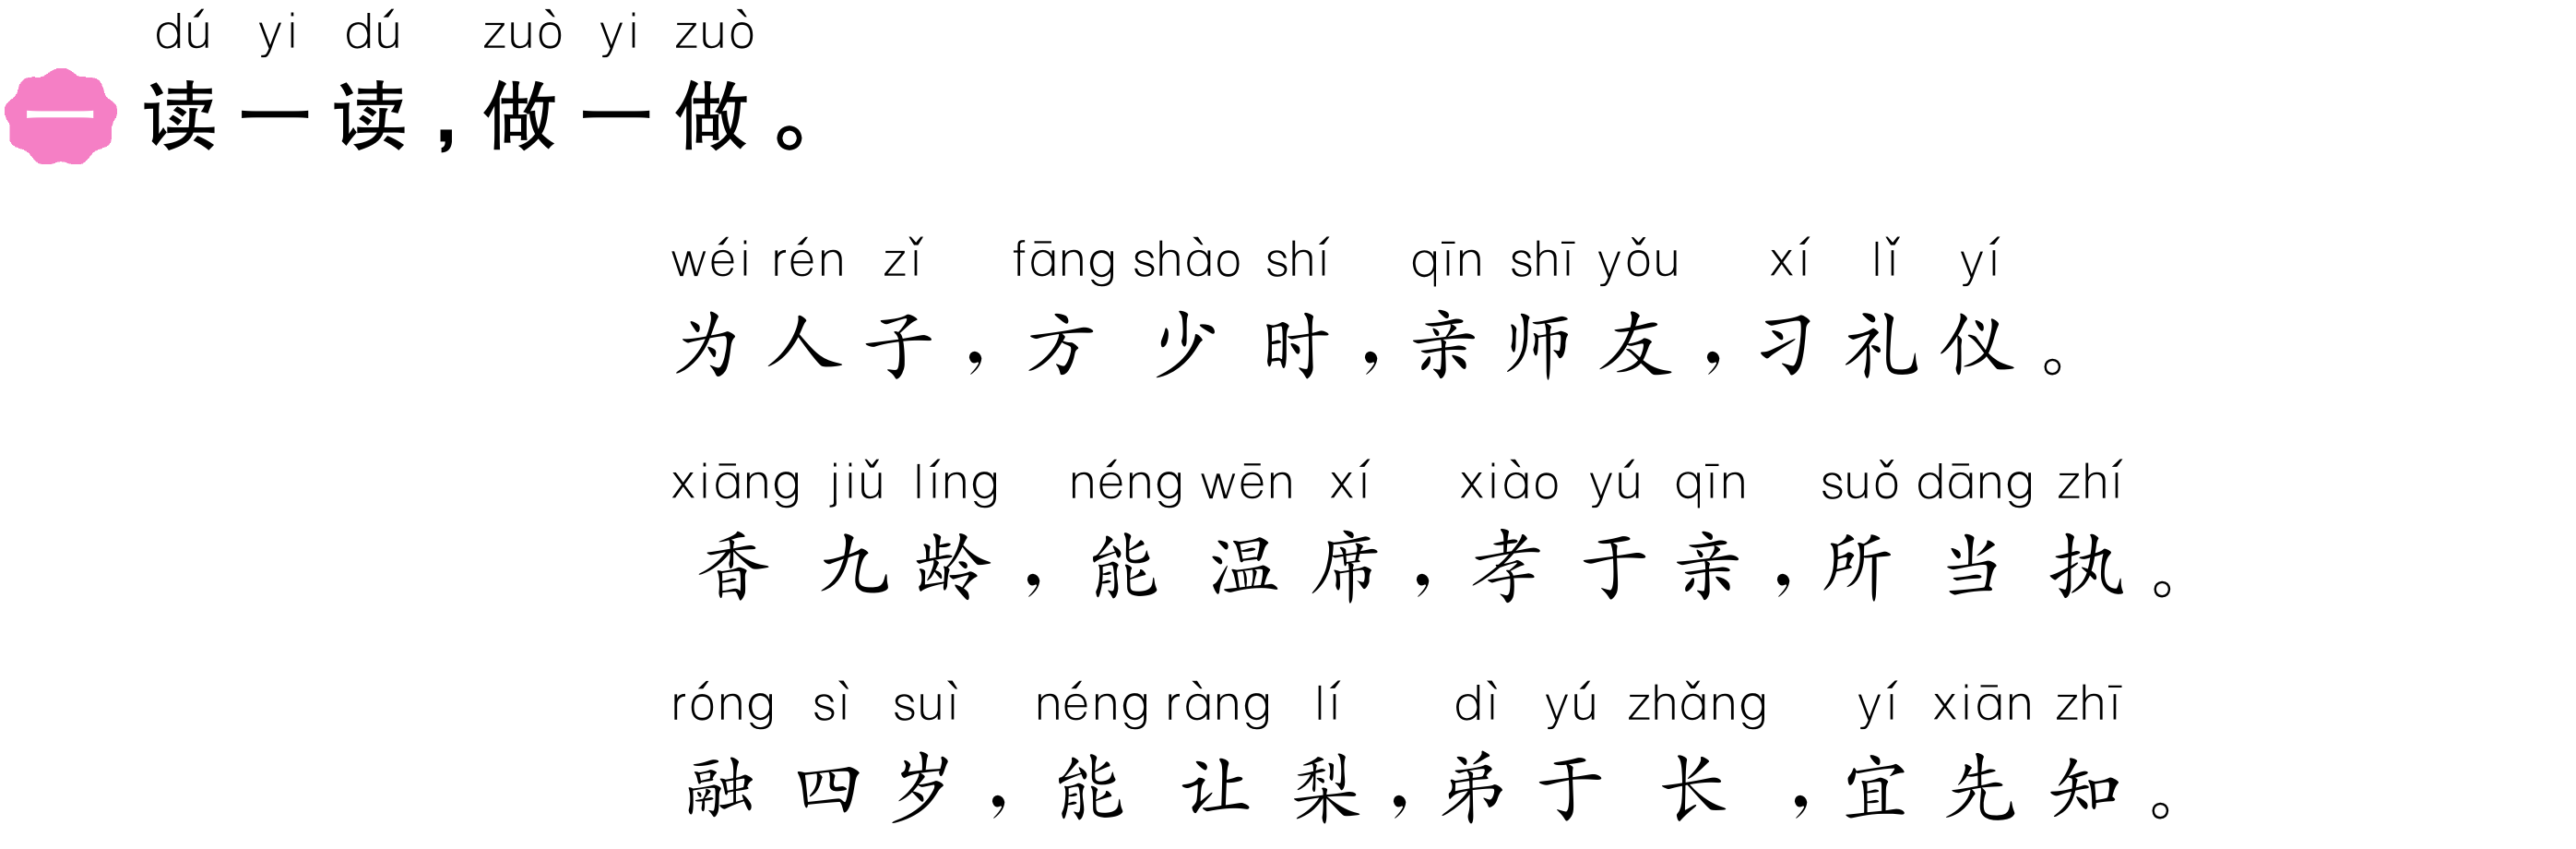 dú yi dú zuò yi zuò
一 读一读,做一做。
wéi rén zǐ fāng shào shí qīn shī yǒu xí lǐ yí
为人子,方少时,亲师友,习礼仪。
xiāng jiǔ líng néng wēn xí xiào yú qīn suǒ dāng zhí
香九龄,能温席,孝于亲,所当执。
róng sì suì néng ràng lí dì yú zhǎng yí xiān zhī
融四岁,能让梨,弟于长,宜先知。